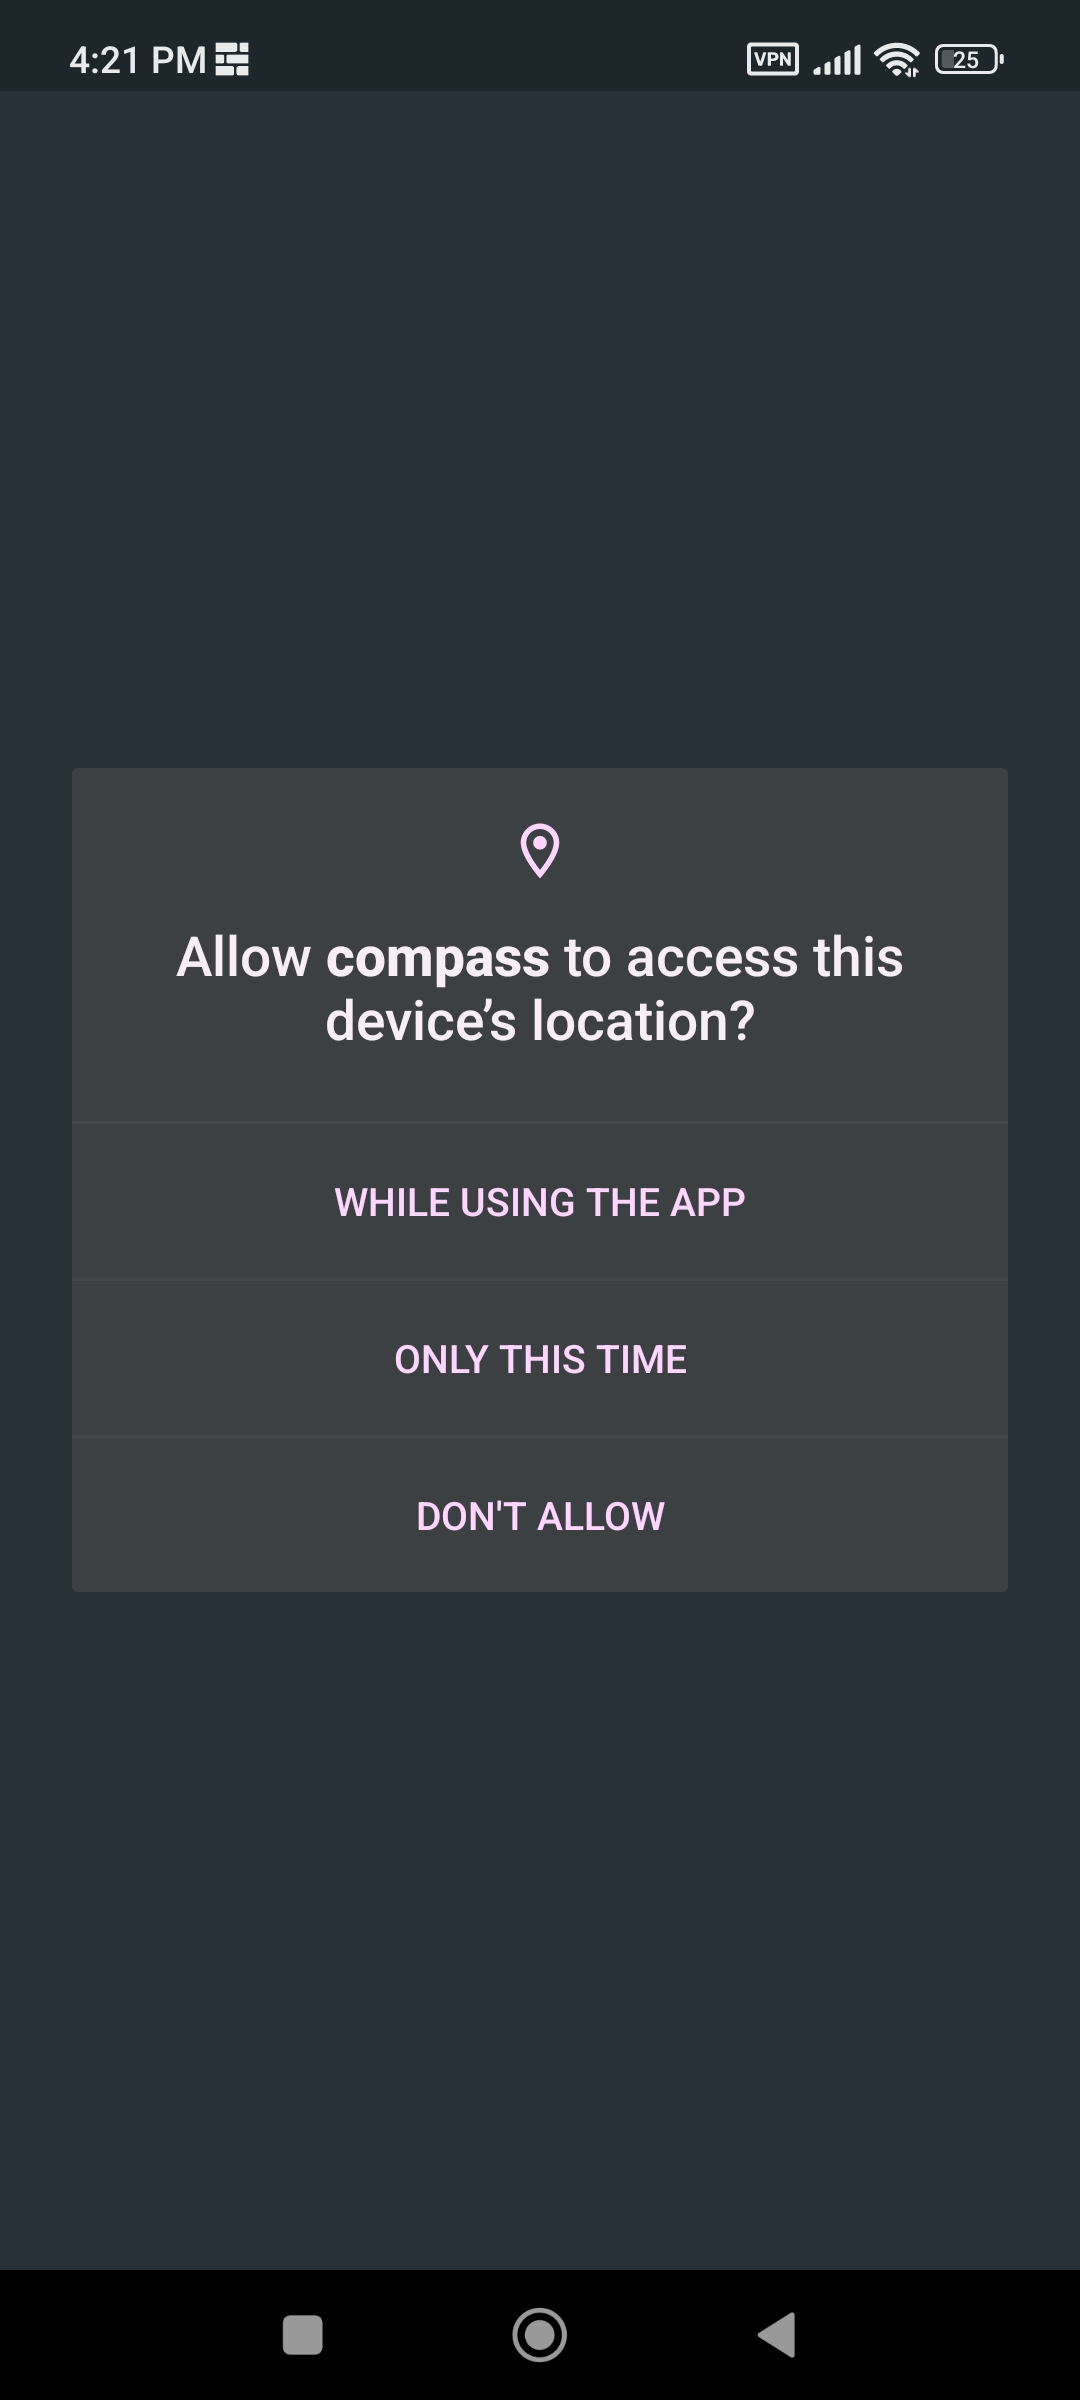 4:21 PM
VPN
25
Allow compass to access this
device’s location?
WHILE USING THE APP
ONLY THIS TIME
DON'T ALLOW